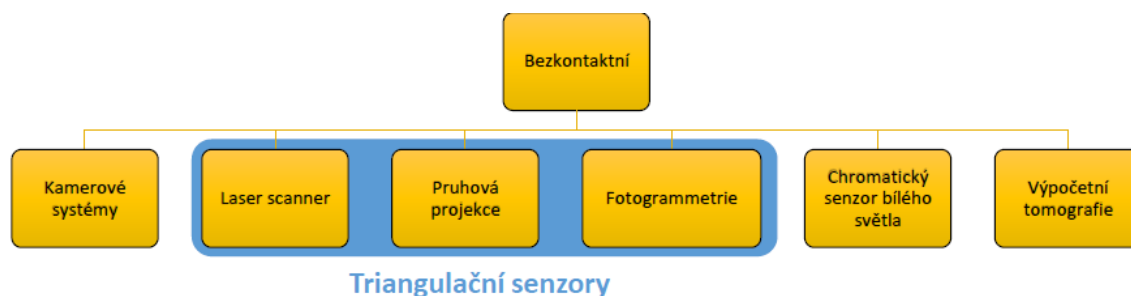 Bezkontaktní
Kamerové
systémy
Laser scanner
Pruhová
projekce
Fotogrammetrie
Chromatický
senzor bílého
světla
Výpočetní
tomografie
Triangulační senzory